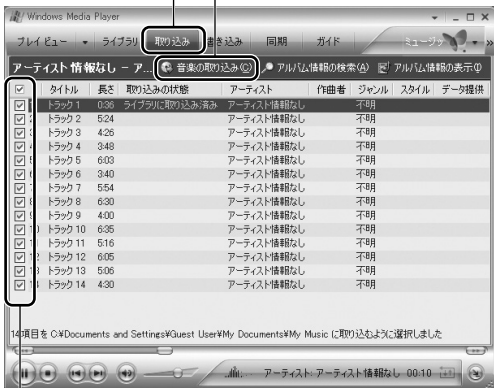 Windows Media Player
プレイビュー ライブラリ 取り込み 書き込み 同期 ガイド ミュージッ
アーティスト情報なし - ア... 音楽の取り込み(C) アルバム情報の検索(A) アルバム情報の表示(I)
タイトル 長さ 取り込みの状態 アーティスト 作曲者 ジャンル スタイル データ提供
1 トラック 1 0:36 ライブラリに取り込み済み アーティスト情報なし 不明
2 トラック 2 5:24 アーティスト情報なし 不明
3 トラック 3 4:26 アーティスト情報なし 不明
4 トラック 4 3:48 アーティスト情報なし 不明
5 トラック 5 6:03 アーティスト情報なし 不明
6 トラック 6 3:40 アーティスト情報なし 不明
7 トラック 7 5:54 アーティスト情報なし 不明
8 トラック 8 6:30 アーティスト情報なし 不明
9 トラック 9 4:00 アーティスト情報なし 不明
10 トラック 10 6:35 アーティスト情報なし 不明
11 トラック 11 5:16 アーティスト情報なし 不明
12 トラック 12 6:05 アーティスト情報なし 不明
13 トラック 13 5:06 アーティスト情報なし 不明
14 トラック 14 4:30 アーティスト情報なし 不明
14項目を C:¥Documents and Settings¥Guest User¥My Documents¥My Music に取り込むように選択しました
アーティスト: アーティスト情報なし 00:10